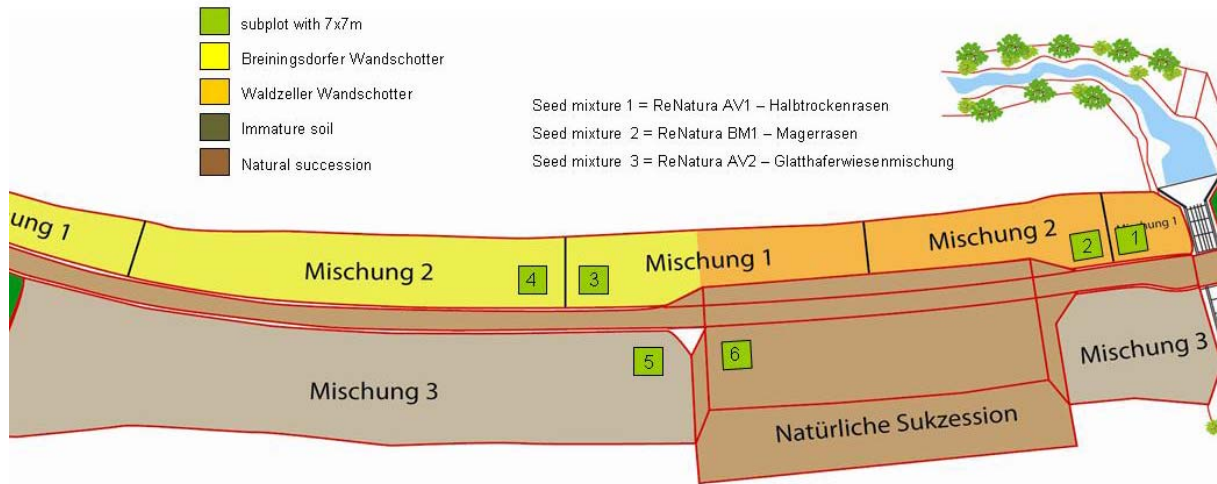 subplot with 7x7m
Breiningsdorfer Wandschotter
Waldzeller Wandschotter
Immature soil
Natural succession
Seed mixture 1 = ReNatura AV1 – Halbtrockenrasen
Seed mixture 2 = ReNatura BM1 – Magerrasen
Seed mixture 3 = ReNatura AV2 – Glatthaferwiesenmischung
ung 1
Mischung 2
4
3
Mischung 1
Mischung 2
2
1
Mischung 1
5
6
Mischung 3
Mischung 3
Natürliche Sukzession